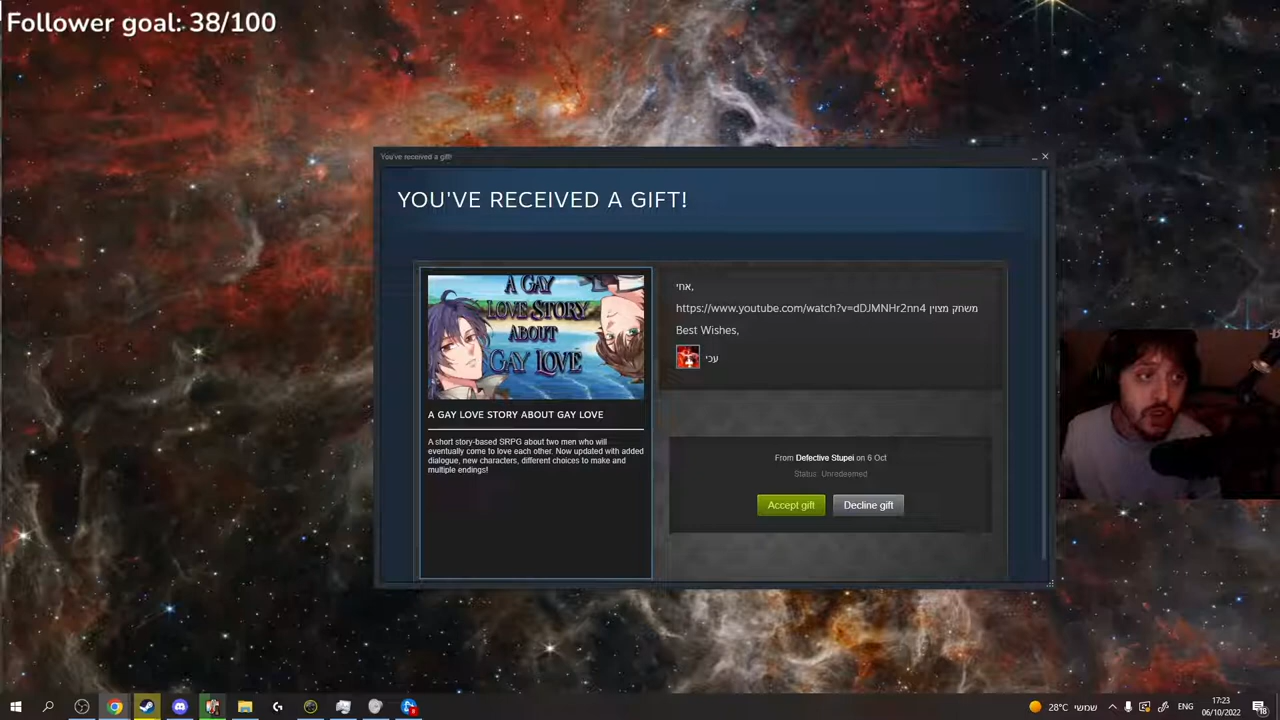 Follower goal: 38/100
You've received a gift!
YOU'VE RECEIVED A GIFT!
A GAY
LOVE STORY
ABOUT
GAY LOVE
A GAY LOVE STORY ABOUT GAY LOVE
A short story-based SRPG about two men who will
eventually come to love each other. Now updated with added
dialogue, new characters, different choices to make and
multiple endings!
אחי,
https://www.youtube.com/watch?v=dDJMNHr2nn4 משחק מצוין
Best Wishes,
עכי
From Defective Stupei on 6 Oct
Status: Unredeemed
Accept gift
Decline gift
28°C שמשי
ENG
17:23
06/10/2022
18